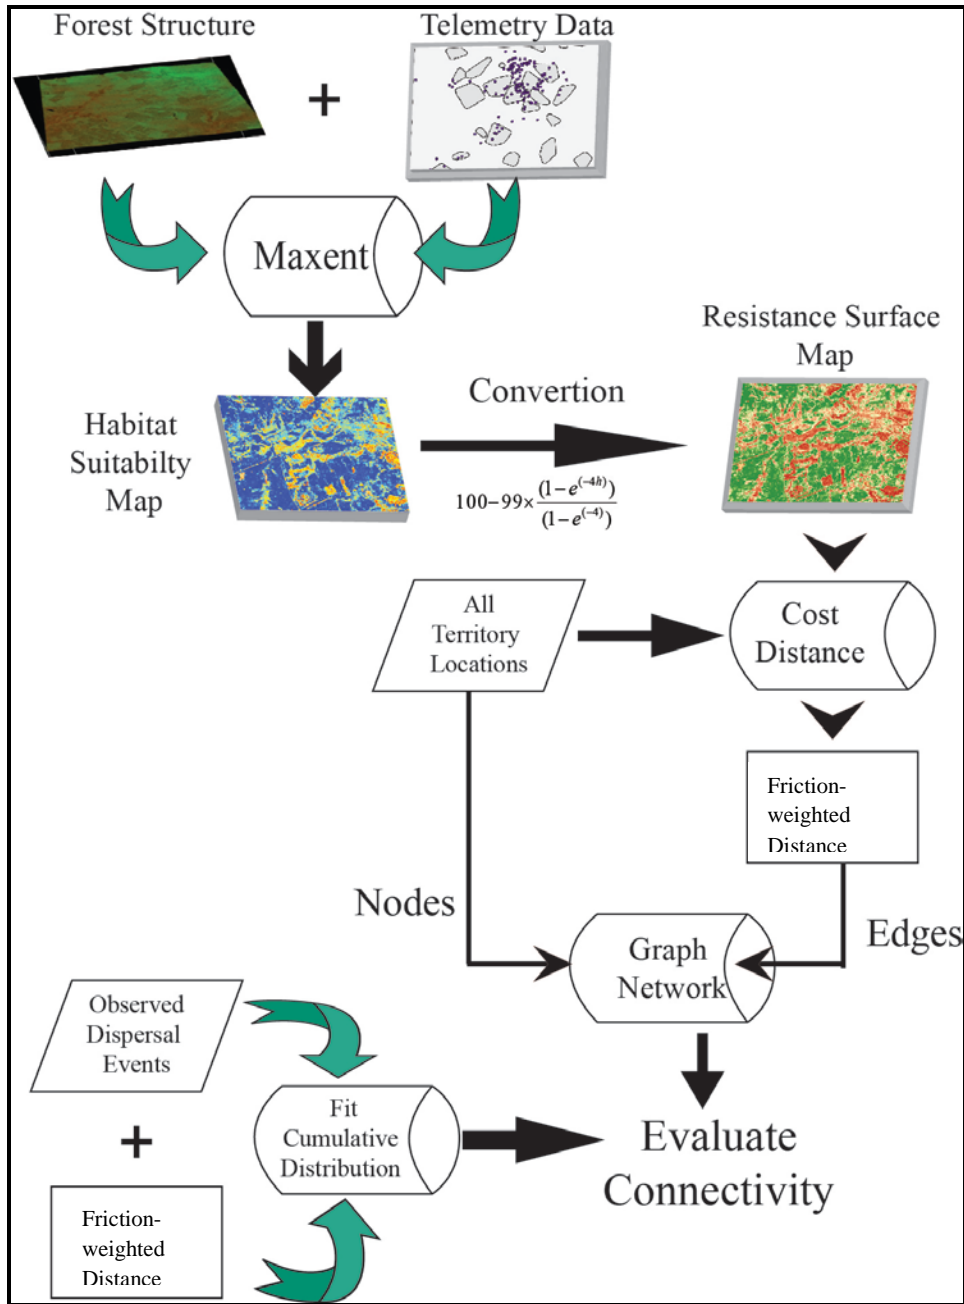 Forest Structure
Telemetry Data
+
Maxent
Resistance Surface
Map
Habitat
Suitabilty
Map
Convertion
100−99×(1−e^(−4h))/(1−e^(−4))
All
Territory
Locations
Cost
Distance
Friction-
weighted
Distance
Nodes
Edges
Graph
Network
Observed
Dispersal
Events
+
Fit
Cumulative
Distribution
Evaluate
Connectivity
Friction-
weighted
Distance